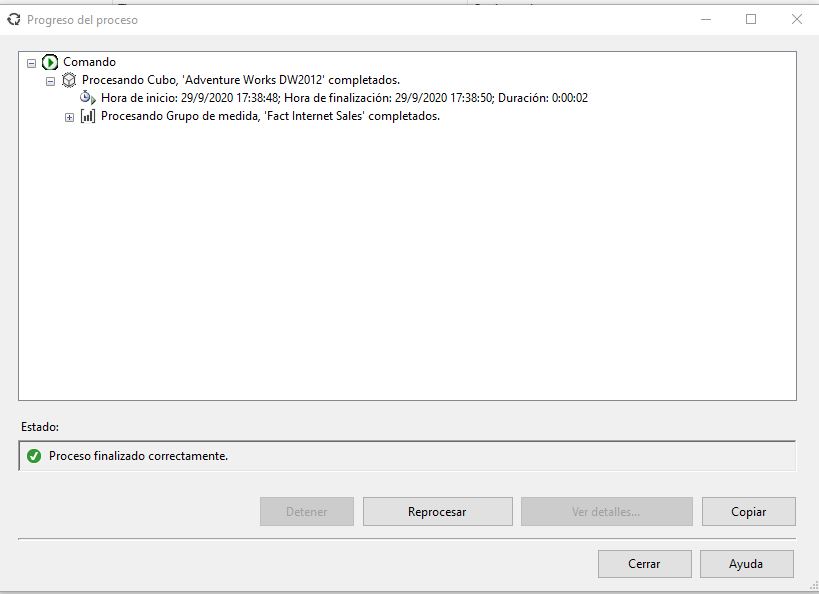 Progreso del proceso
Comando
Procesando Cubo, 'Adventure Works DW2012' completados.
Hora de inicio: 29/9/2020 17:38:48; Hora de finalización: 29/9/2020 17:38:50; Duración: 0:00:02
Procesando Grupo de medida, 'Fact Internet Sales' completados.
Estado:
Proceso finalizado correctamente.
Detener Reprocesar Ver detalles... Copiar
Cerrar Ayuda